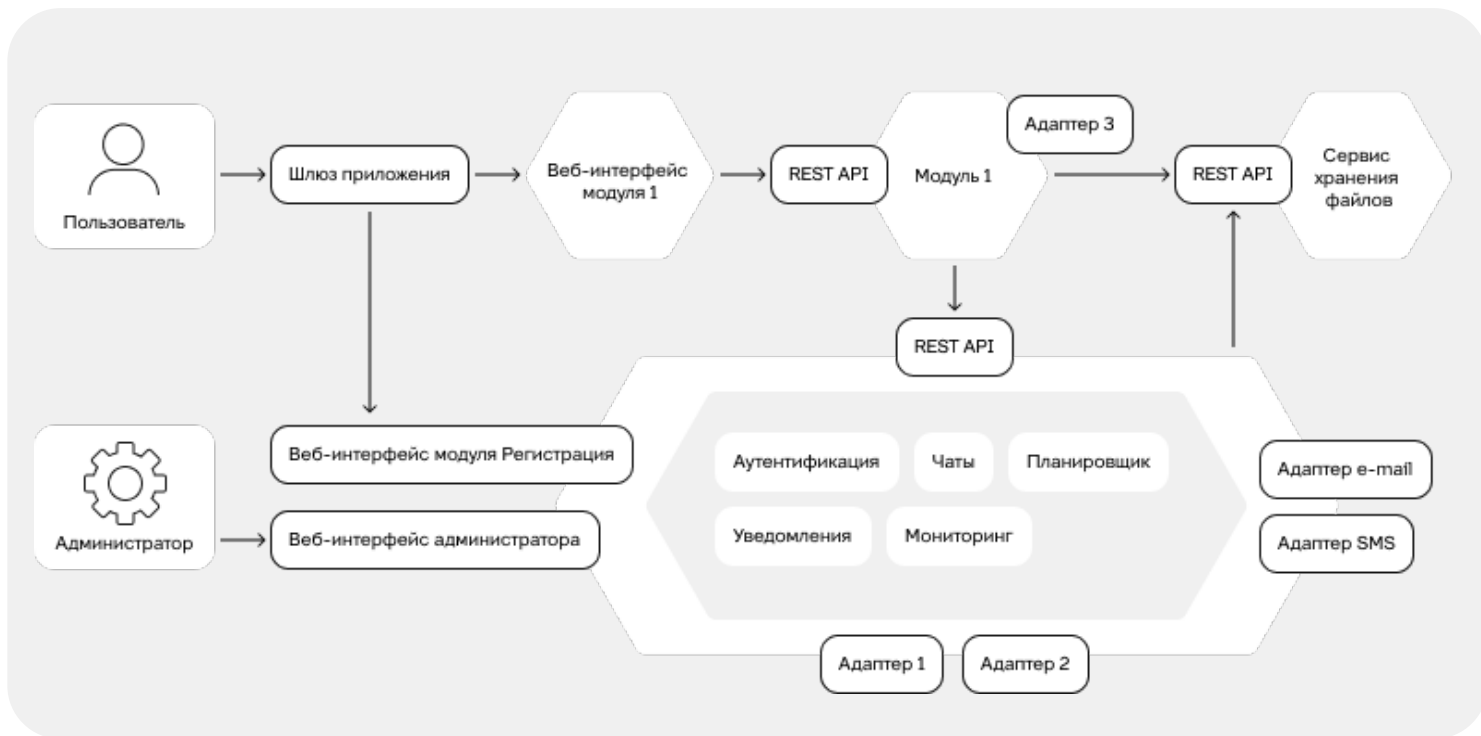 Адаптер 3
Пользователь
Шлюз приложения
Веб-интерфейс
модуля 1
REST API
Модуль 1
REST API
Сервис
хранения
файлов
REST API
Администратор
Веб-интерфейс модуля Регистрация
Веб-интерфейс администратора
Аутентификация
Чаты
Планировщик
Уведомления
Мониторинг
Адаптер e-mail
Адаптер SMS
Адаптер 1
Адаптер 2